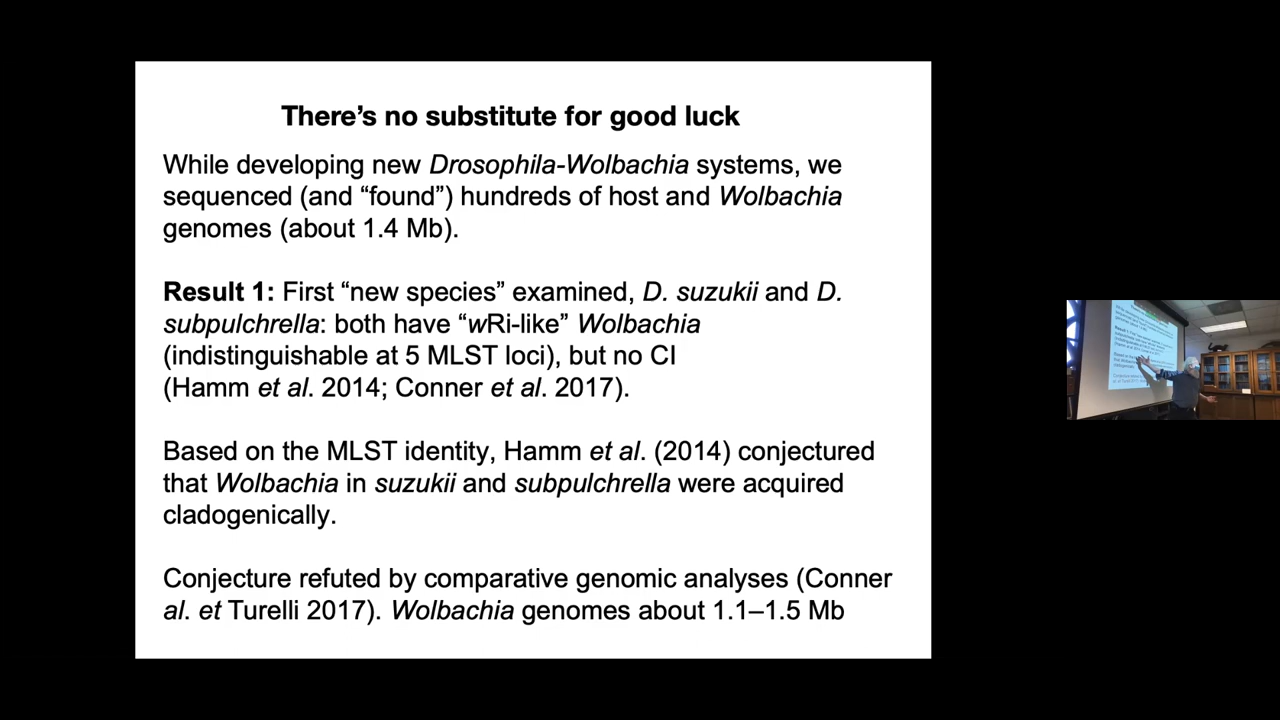 There’s no substitute for good luck
While developing new Drosophila-Wolbachia systems, we
sequenced (and “found”) hundreds of host and Wolbachia
genomes (about 1.4 Mb).
Result 1: First “new species” examined, D. suzukii and D.
subpulchrella: both have “wRi-like” Wolbachia
(indistinguishable at 5 MLST loci), but no CI
(Hamm et al. 2014; Conner et al. 2017).
Based on the MLST identity, Hamm et al. (2014) conjectured
that Wolbachia in suzukii and subpulchrella were acquired
cladogenically.
Conjecture refuted by comparative genomic analyses (Conner
al. et Turelli 2017). Wolbachia genomes about 1.1–1.5 Mb